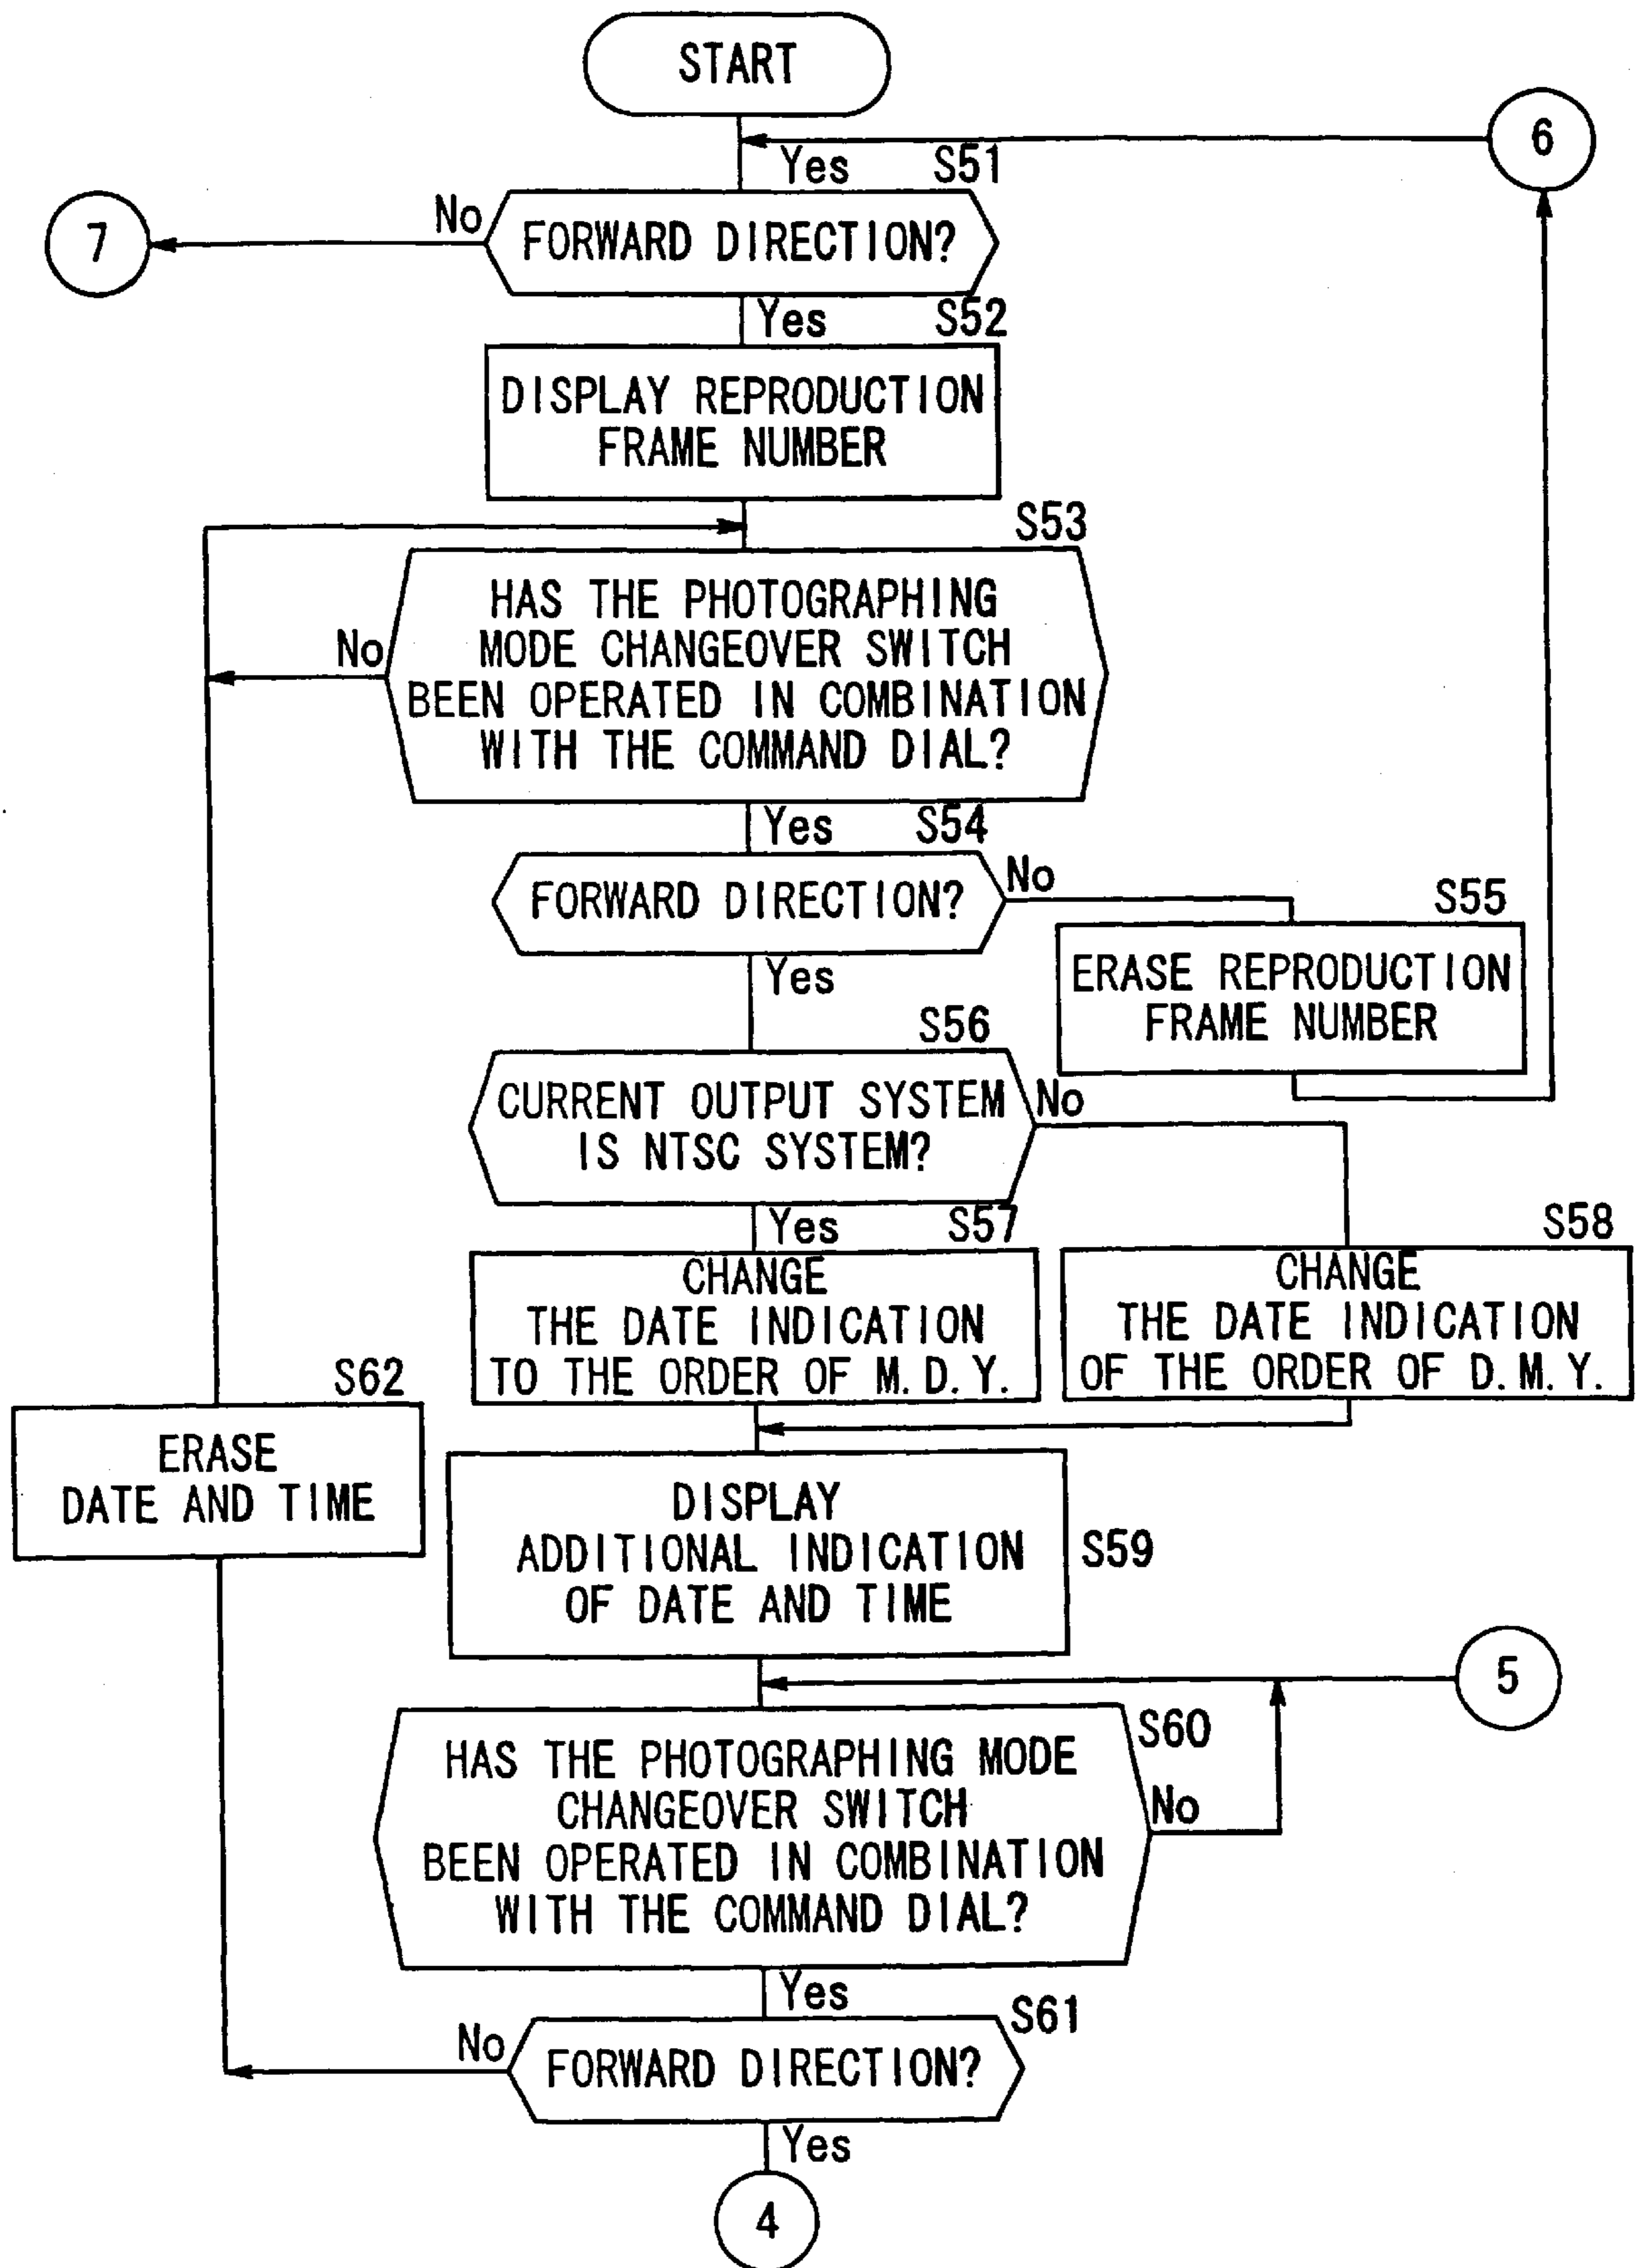 START
6
Yes S51
7
No
FORWARD DIRECTION?
Yes S52
DISPLAY REPRODUCTION
FRAME NUMBER
S53
HAS THE PHOTOGRAPHING
MODE CHANGEOVER SWITCH
BEEN OPERATED IN COMBINATION
WITH THE COMMAND DIAL?
No
Yes S54
FORWARD DIRECTION?
No
S55
ERASE REPRODUCTION
FRAME NUMBER
Yes
S56
CURRENT OUTPUT SYSTEM
IS NTSC SYSTEM?
No
Yes S57
CHANGE
THE DATE INDICATION
TO THE ORDER OF M.D.Y.
S58
CHANGE
THE DATE INDICATION
OF THE ORDER OF D.M.Y.
S62
ERASE
DATE AND TIME
DISPLAY
ADDITIONAL INDICATION
OF DATE AND TIME
S59
5
S60
HAS THE PHOTOGRAPHING MODE
CHANGEOVER SWITCH
BEEN OPERATED IN COMBINATION
WITH THE COMMAND DIAL?
No
Yes
S61
No
FORWARD DIRECTION?
Yes
4